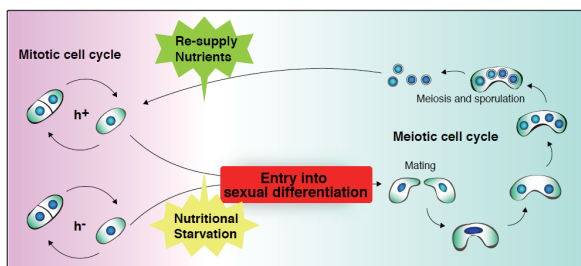 Mitotic cell cycle
Re-supply
Nutrients
h+
Meiosis and sporulation
Meiotic cell cycle
Entry into
sexual differentiation
Mating
h-
Nutritional
Starvation